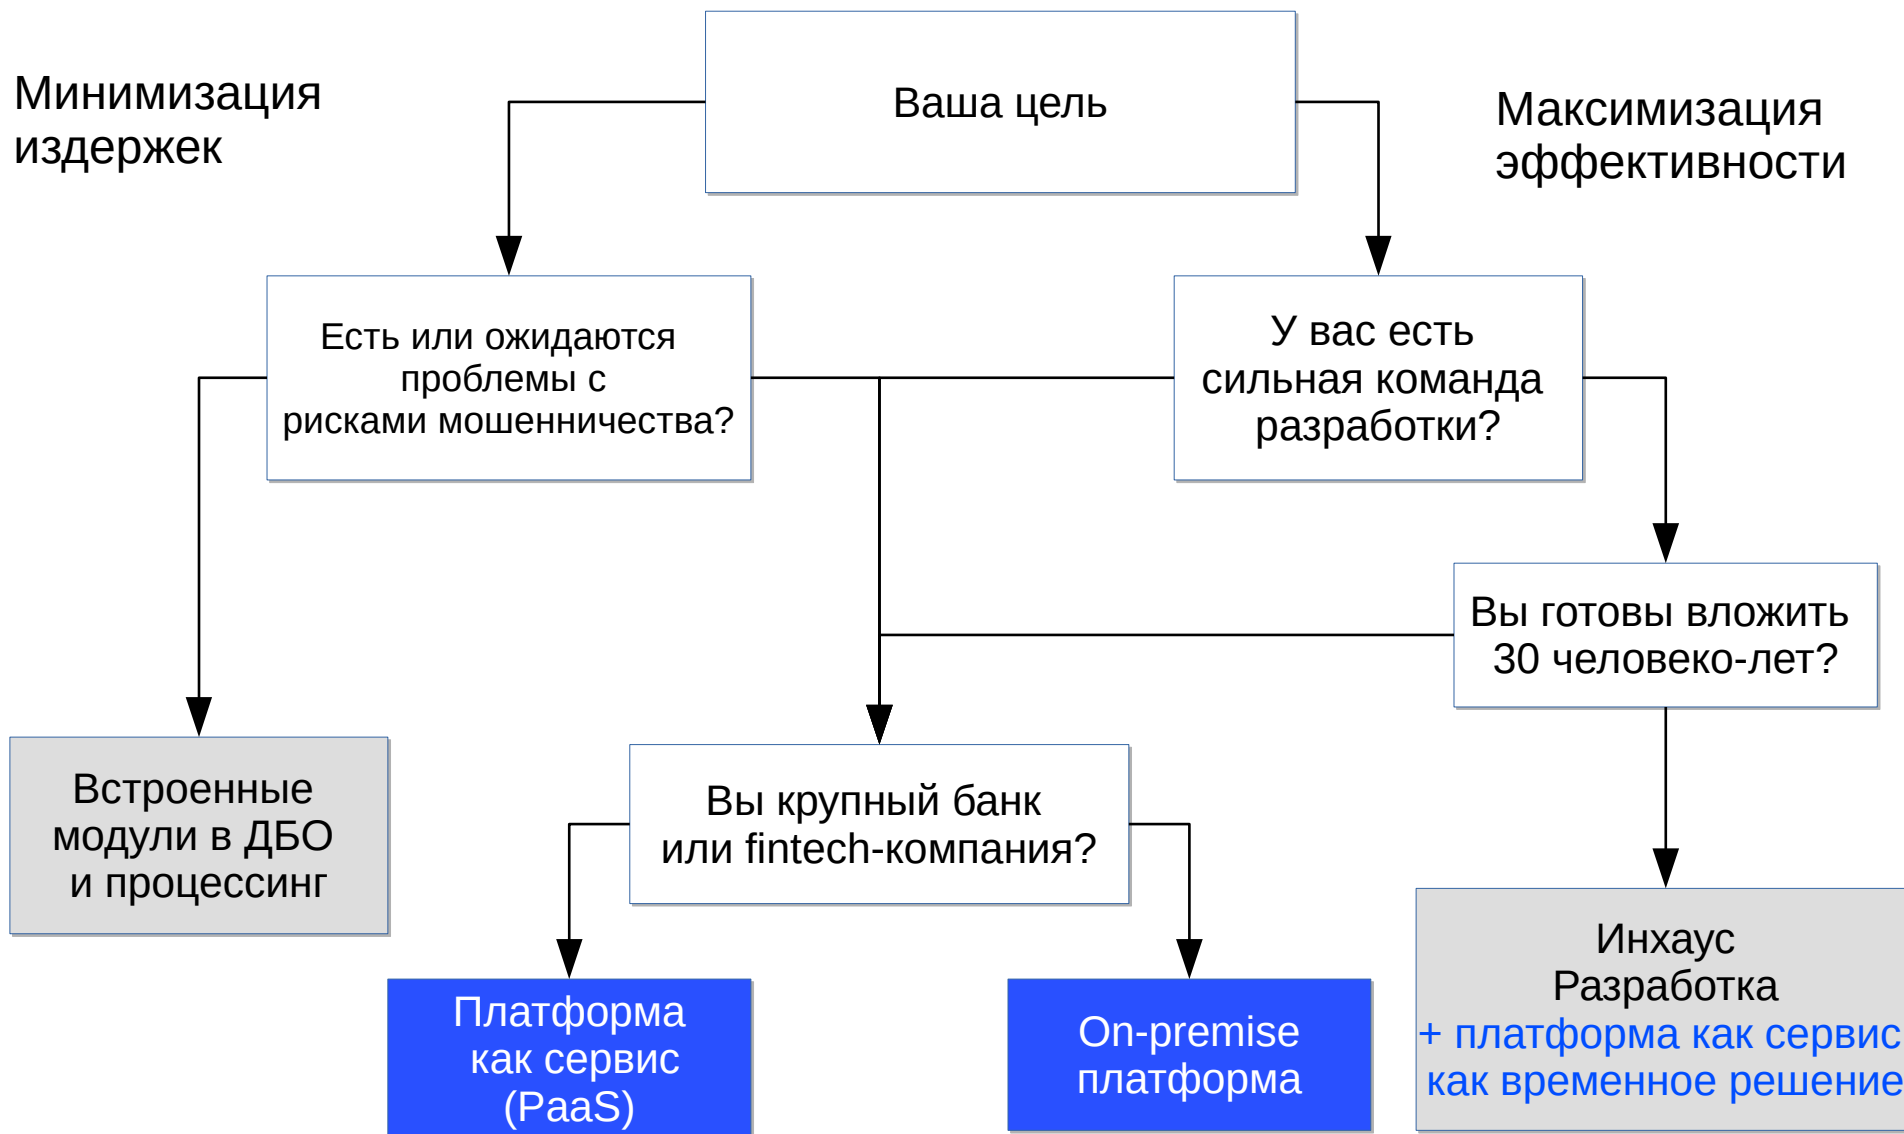 Минимизация
издержек
Ваша цель
Максимизация
эффективности
Есть или ожидаются
проблемы с
рисками мошенничества?
У вас есть
сильная команда
разработки?
Вы готовы вложить
30 человеко-лет?
Встроенные
модули в ДБО
и процессинг
Вы крупный банк
или fintech-компания?
Платформа
как сервис
(PaaS)
On-premise
платформа
Инхаус
Разработка
+ платформа как сервис
как временное решение